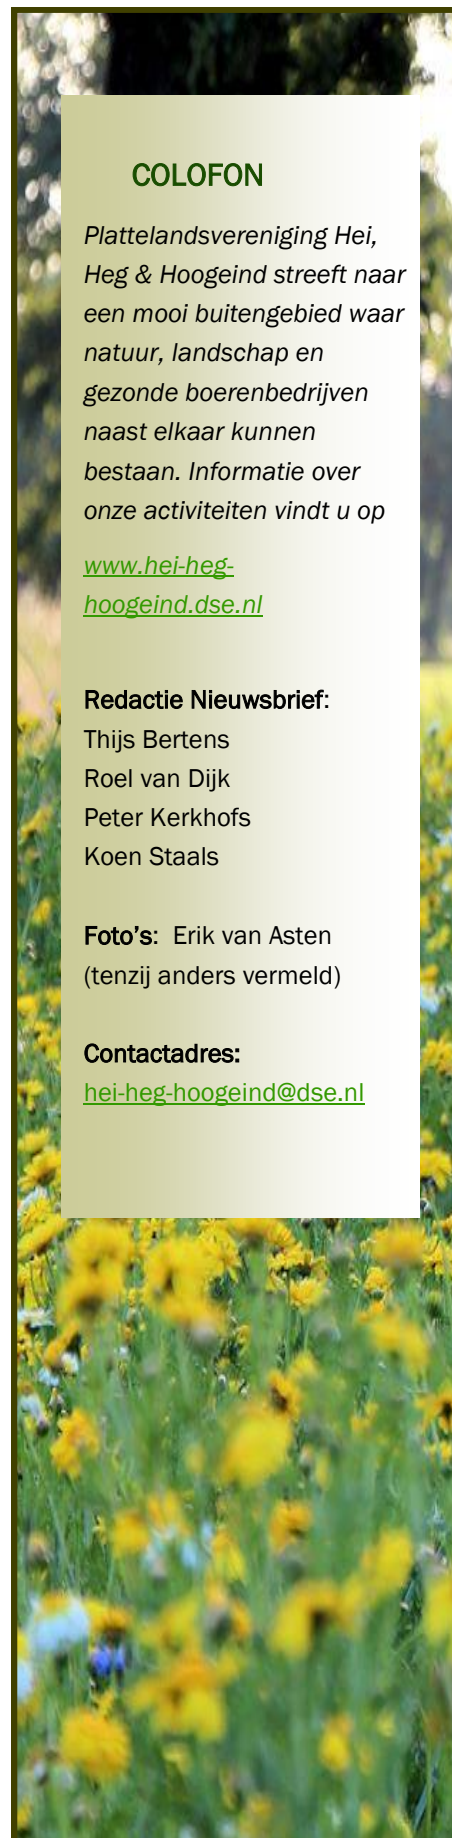 COLOFON
Plattelandsvereniging Hei,
Heg & Hoogeind streeft naar
een mooi buitengebied waar
natuur, landschap en
gezonde boerenbedrijven
naast elkaar kunnen
bestaan. Informatie over
onze activiteiten vindt u op
www.hei-heg-
hoogeind.dse.nl
Redactie Nieuwsbrief:
Thijs Bertens
Roel van Dijk
Peter Kerkhofs
Koen Staals
Foto’s:  Erik van Asten
(tenzij anders vermeld)
Contactadres:
hei-heg-hoogeind@dse.nl